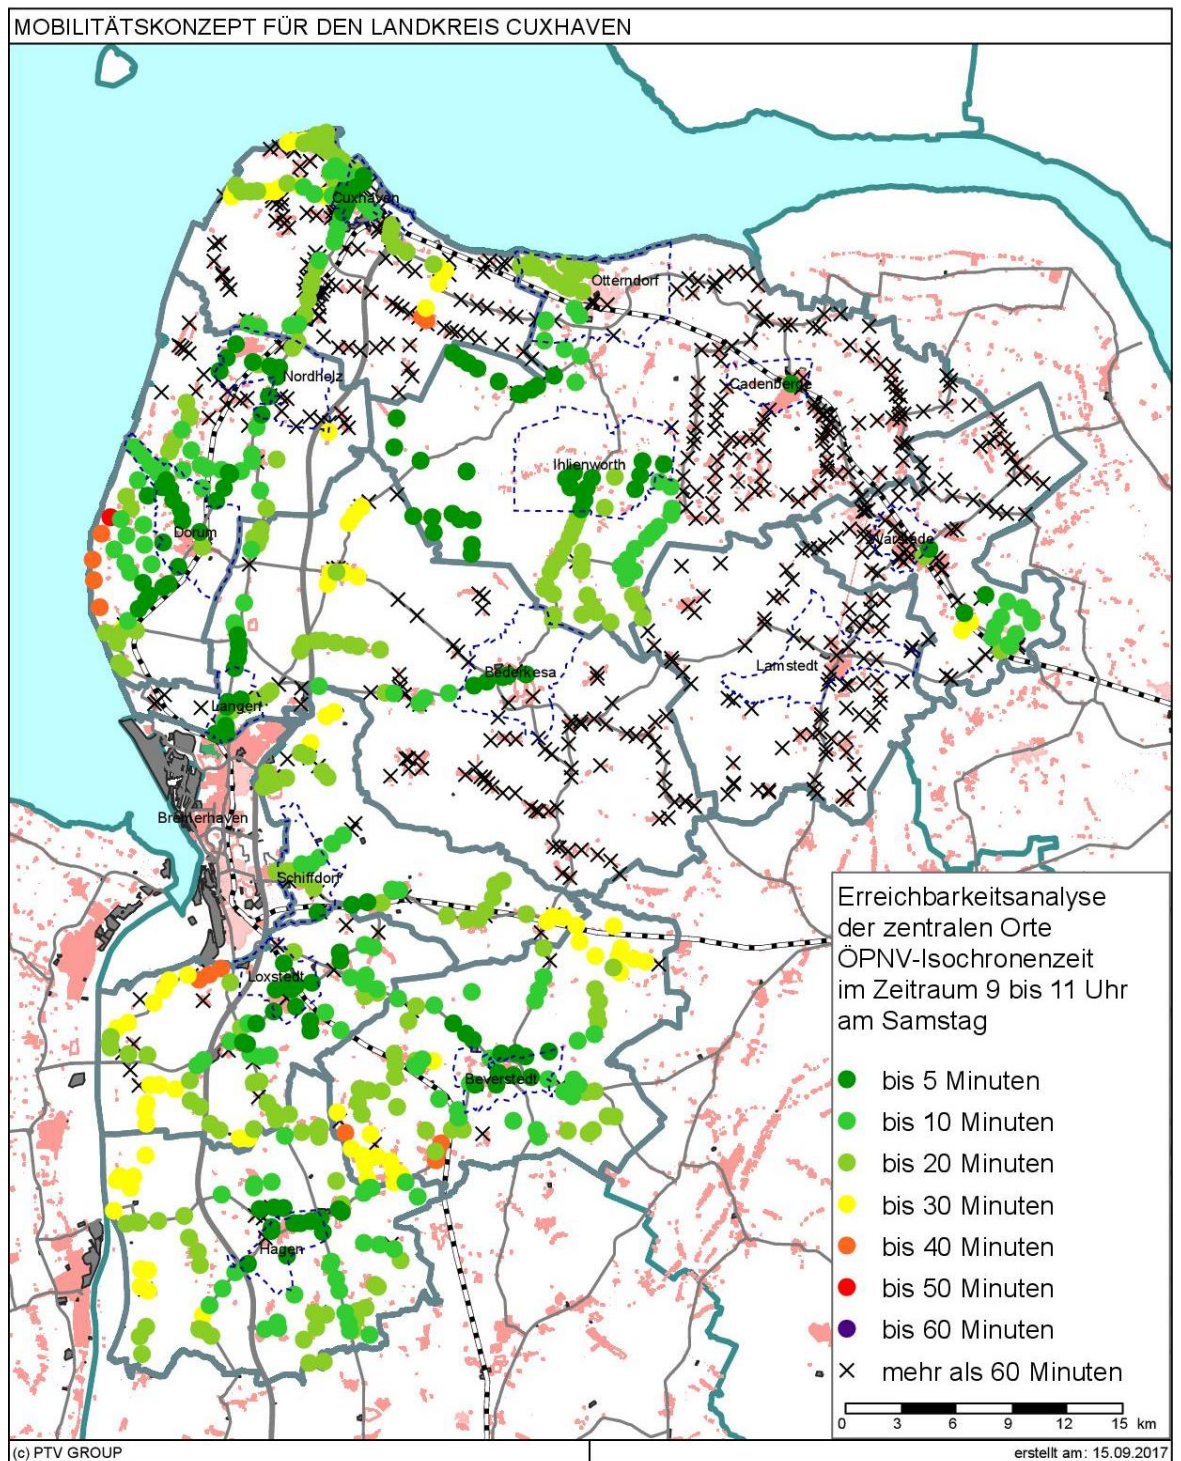 MOBILITÄTSKONZEPT FÜR DEN LANDKREIS CUXHAVEN
Cuxhaven
Otterndorf
Nordholz
Cadenberge
Ihlienworth
Dorum
Warstade
Lamstedt
Bederkesa
Langen
Bremerhaven
Schiffdorf
Loxstedt
Beverstedt
Hagen
Erreichbarkeitsanalyse
der zentralen Orte
ÖPNV-Isochronenzeit
im Zeitraum 9 bis 11 Uhr
am Samstag
bis 5 Minuten
bis 10 Minuten
bis 20 Minuten
bis 30 Minuten
bis 40 Minuten
bis 50 Minuten
bis 60 Minuten
mehr als 60 Minuten
0 3 6 9 12 15 km
(c) PTV GROUP
erstellt am: 15.09.2017